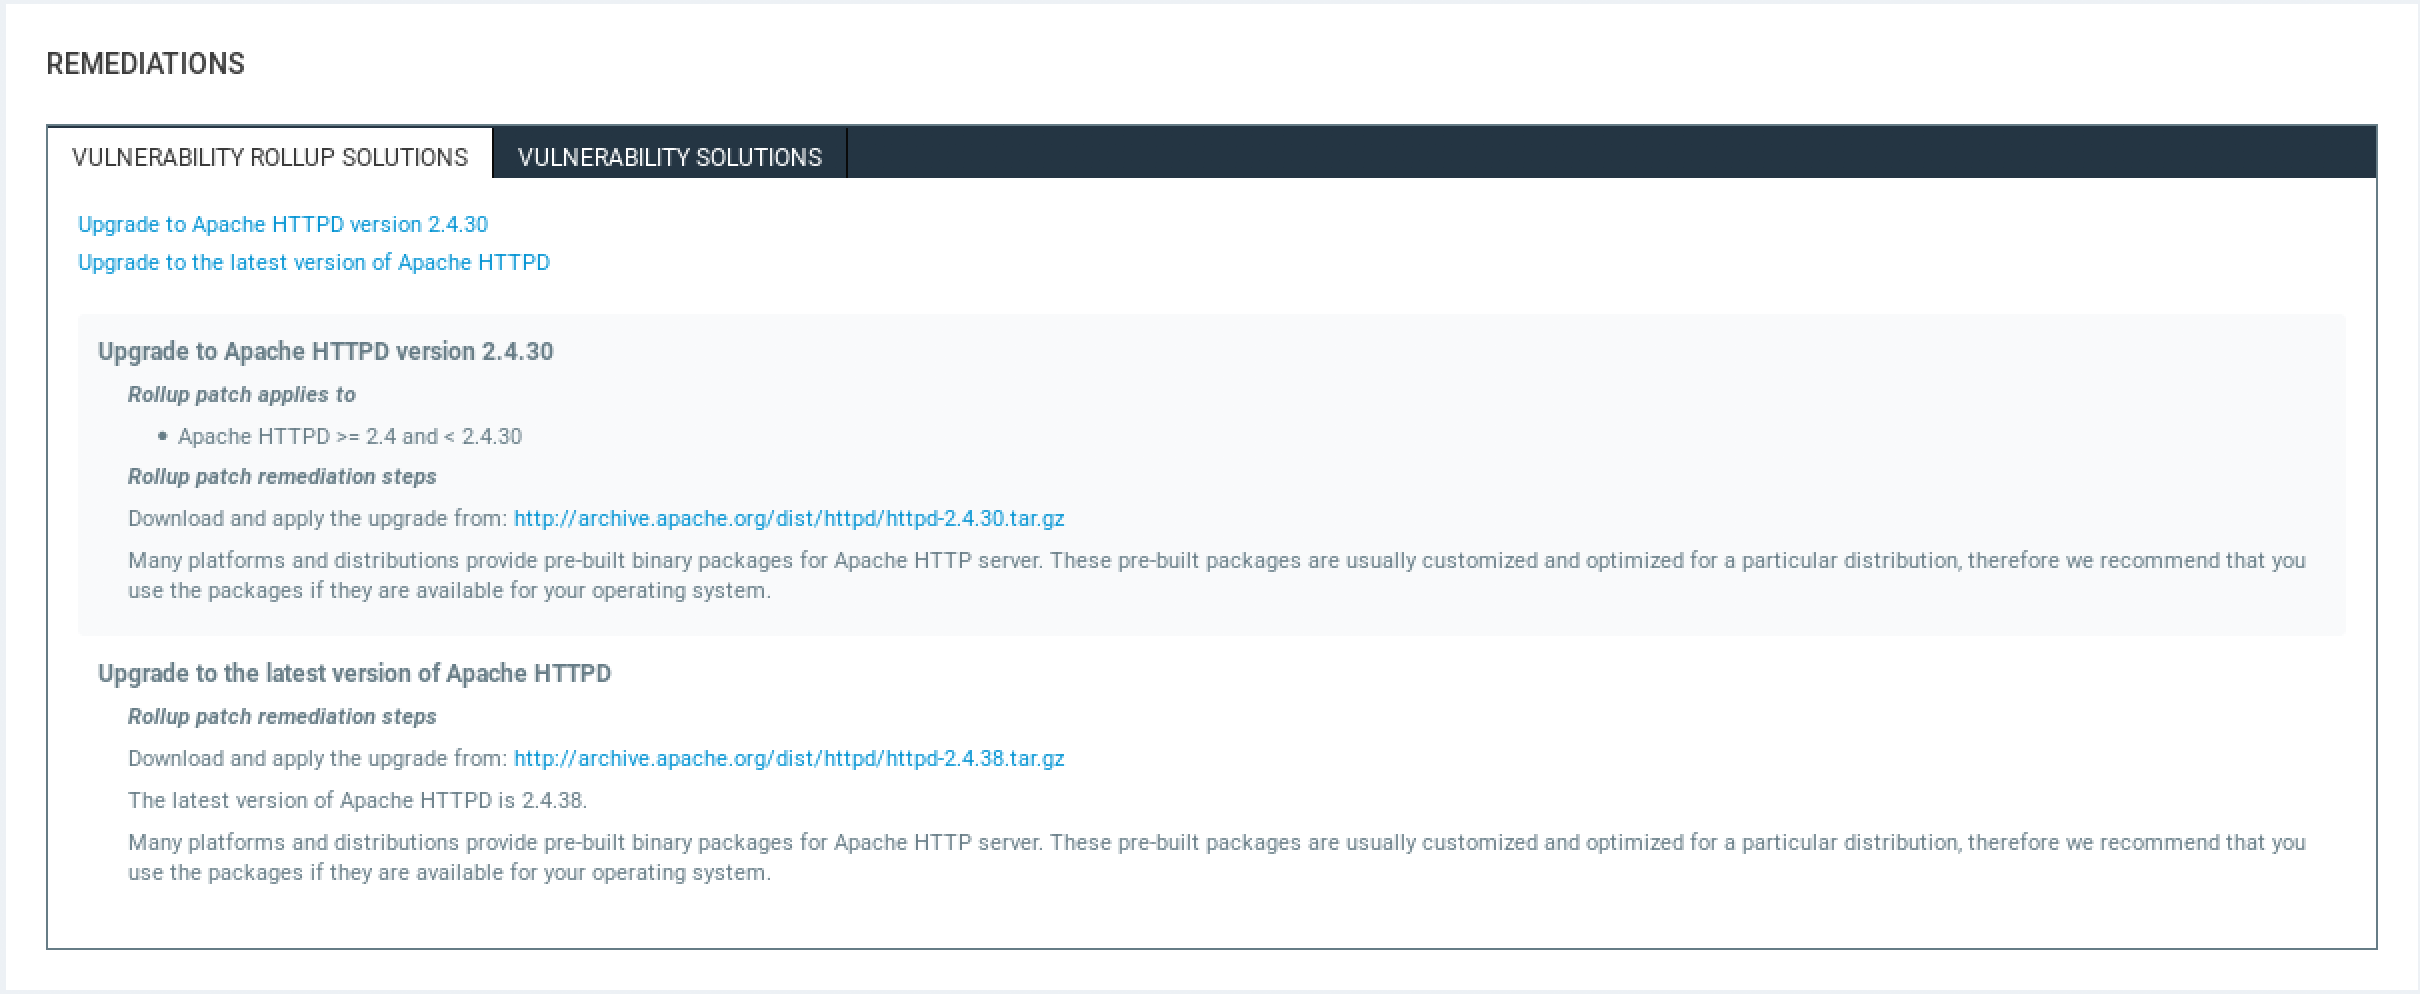 REMEDIATIONS
VULNERABILITY ROLLUP SOLUTIONS
VULNERABILITY SOLUTIONS
Upgrade to Apache HTTPD version 2.4.30
Upgrade to the latest version of Apache HTTPD
Upgrade to Apache HTTPD version 2.4.30
Rollup patch applies to
• Apache HTTPD >= 2.4 and < 2.4.30
Rollup patch remediation steps
Download and apply the upgrade from: http://archive.apache.org/dist/httpd/httpd-2.4.30.tar.gz
Many platforms and distributions provide pre-built binary packages for Apache HTTP server. These pre-built packages are usually customized and optimized for a particular distribution, therefore we recommend that you
use the packages if they are available for your operating system.
Upgrade to the latest version of Apache HTTPD
Rollup patch remediation steps
Download and apply the upgrade from: http://archive.apache.org/dist/httpd/httpd-2.4.38.tar.gz
The latest version of Apache HTTPD is 2.4.38.
Many platforms and distributions provide pre-built binary packages for Apache HTTP server. These pre-built packages are usually customized and optimized for a particular distribution, therefore we recommend that you
use the packages if they are available for your operating system.